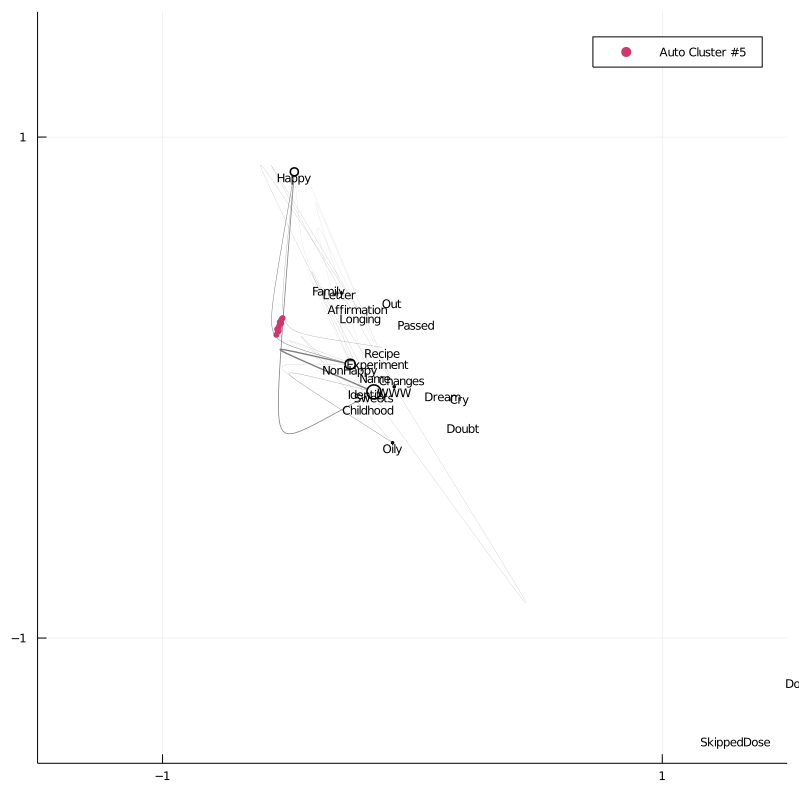 Auto Cluster #5
1
Happy
Family
Letter
Out
Affirmation
Longing
Passed
Recipe
Experiment
NonHappy
Name
Changes
Identity
WWW
Sweets
Dream
Cry
Childhood
Doubt
Oily
−1
Do
SkippedDose
−1
1